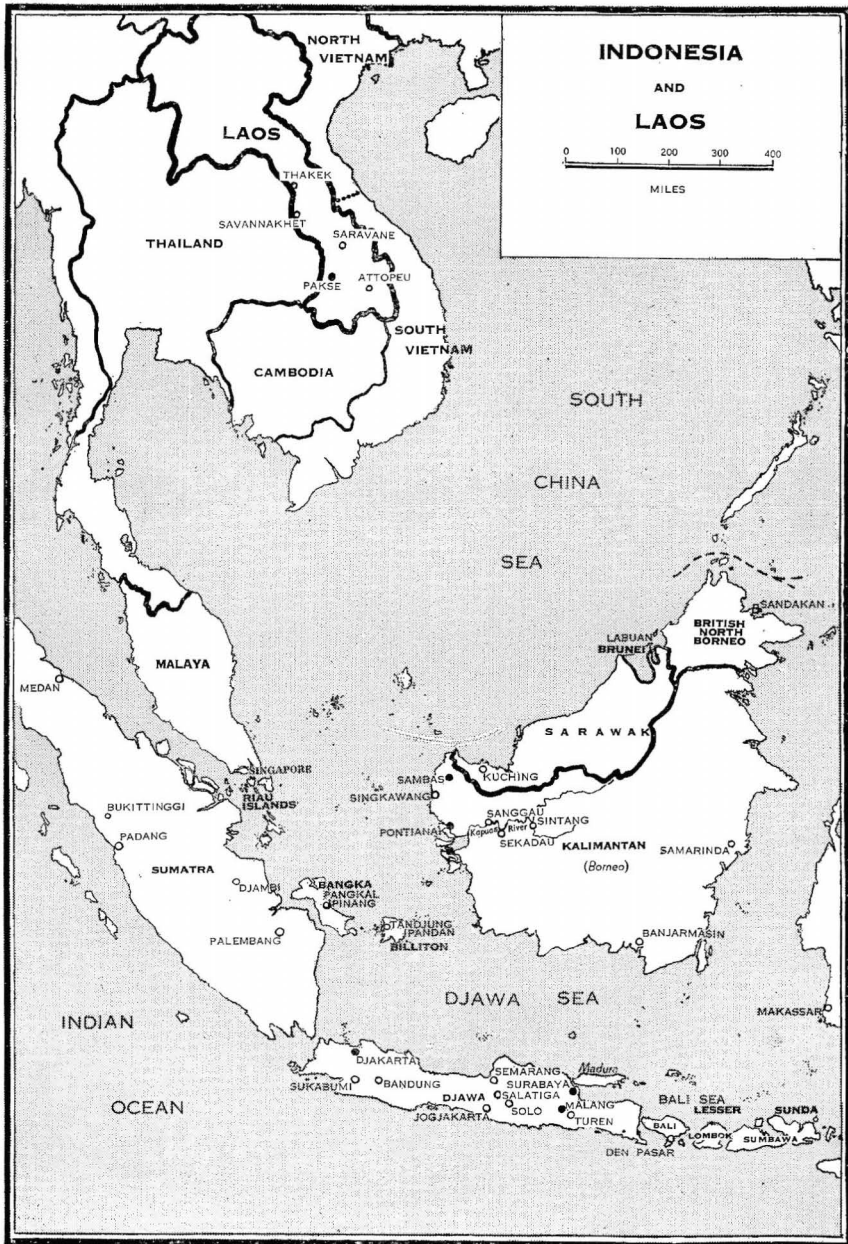 INDONESIA
AND
LAOS
0 100 200 300 400
MILES
NORTH
VIETNAM
LAOS
THAKEK
SAVANNAKHET
SARAVANE
THAILAND
PAKSE
ATTOPEU
SOUTH
VIETNAM
CAMBODIA
SOUTH
CHINA
SEA
SANDAKAN
BRITISH
NORTH
BORNEO
LABUAN
BRUNEI
MALAYA
MEDAN
SARAWAK
SINGAPORE
SAMBAS
KUCHING
RIAU
ISLANDS
SINGKAWANG
BUKITTINGGI
SANGGAU
SINTANG
PONTIANAK
Kapuas River
SEKADAU
PADANG
KALIMANTAN
SAMARINDA
(Borneo)
SUMATRA
DJAMBI
BANGKA
PANGKAL
PINANG
TANDJUNG
PANDAN
PALEMBANG
BILLITON
BANJARMASIN
DJAWA SEA
MAKASSAR
INDIAN
DJAKARTA
SEMARANG
Madura
SUKABUMI
BANDUNG
SURABAYA
BALI SEA
DJAWA
SALATIGA
LESSER
SUNDA
OCEAN
SOLO
MALANG
JOGJAKARTA
TUREN
BALI
LOMBOK
SUMBAWA
DEN PASAR